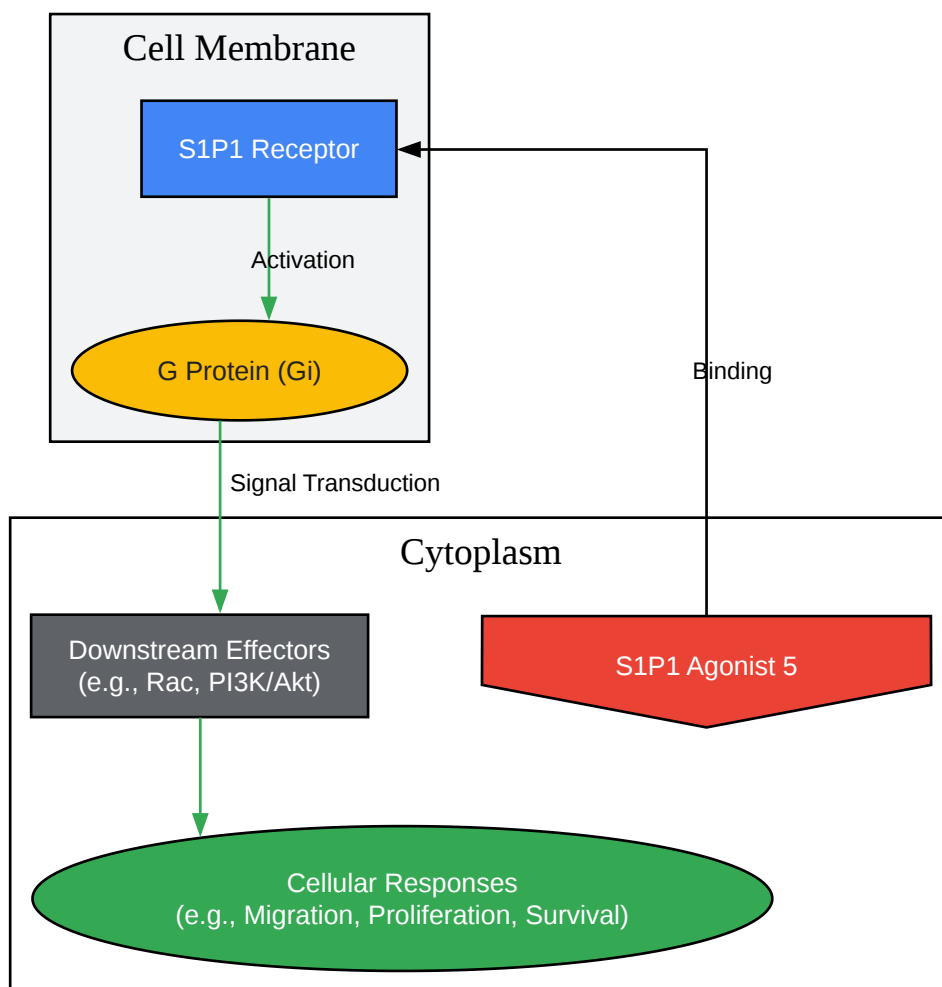 Cell Membrane
S1P1 Receptor
Activation
G Protein (Gi)
Binding
Signal Transduction
Cytoplasm
Downstream Effectors
(e.g., Rac, PI3K/Akt)
S1P1 Agonist 5
Cellular Responses
(e.g., Migration, Proliferation, Survival)